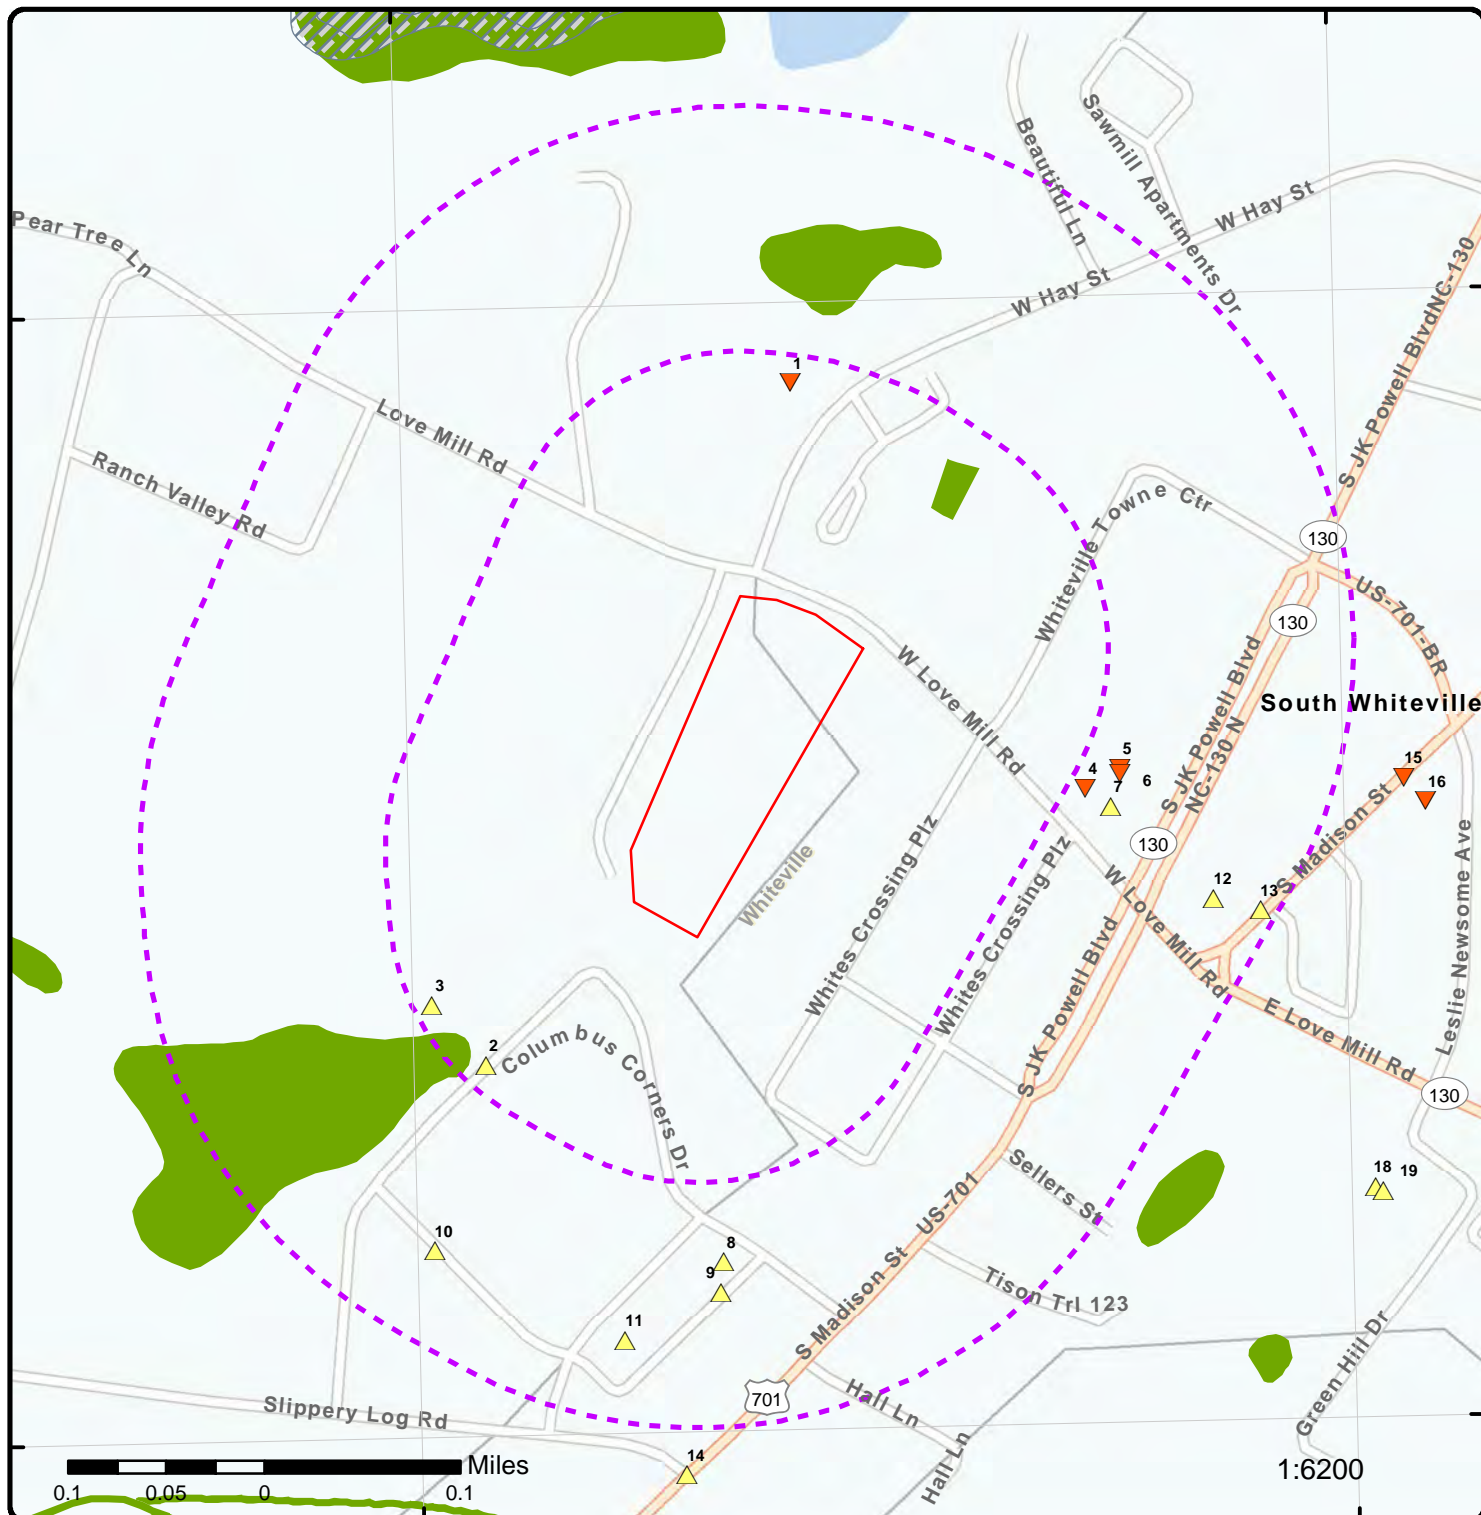 Beautiful Ln
Sawmill Apartments Dr
W Hay St
Pear Tree Ln
W Hay St
S JK Powell Blvd
NC-130
1
Love Mill Rd
Ranch Valley Rd
Whiteville Towne Ctr
130
US-701-BR
130
W Love Mill Rd
S JK Powell Blvd
NC-130 N
South Whiteville
5
4
6
7
15
16
130
Whiteville
Whites Crossing Plz
Whites Crossing Plz
W Love Mill Rd
12
13
S Madison St
Leslie Newsome Ave
3
2
Columbus Corners Dr
S JK Powell Blvd
E Love Mill Rd
130
Sellers St
US-701
18
19
10
8
9
11
Tison Trl 123
S Madison St
Green Hill Dr
701
Hall Ln
Hall Ln
Slippery Log Rd
14
Miles
0.1
0.05
0
0.1
1:6200